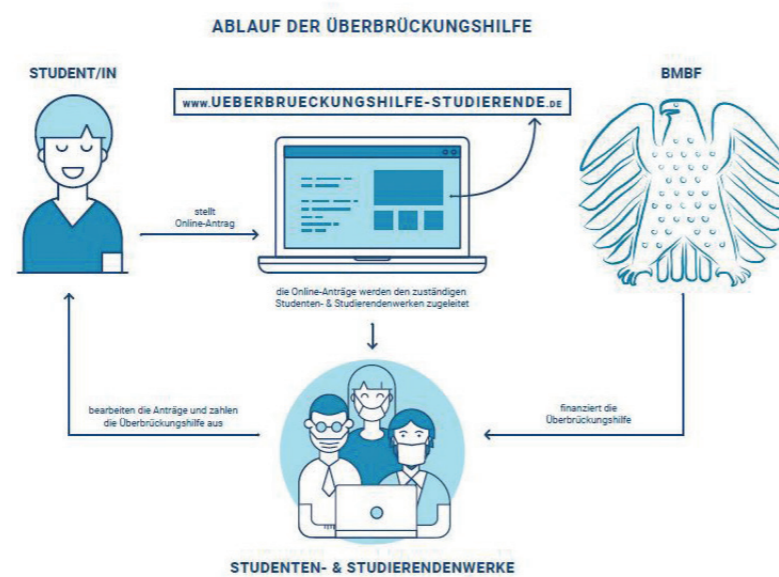 ABLAUF DER ÜBERBRÜCKUNGSHILFE
STUDENT/IN
BMBF
www.UEBERBRUECKUNGSHILFE-STUDIERENDE.de
stellt
Online-Antrag
die Online-Anträge werden den zuständigen
Studenten- & Studierendenwerken zugeleitet
bearbeiten die Anträge und zahlen
die Überbrückungshilfe aus
finanziert die
Überbrückungshilfe
STUDENTEN- & STUDIERENDENWERKE